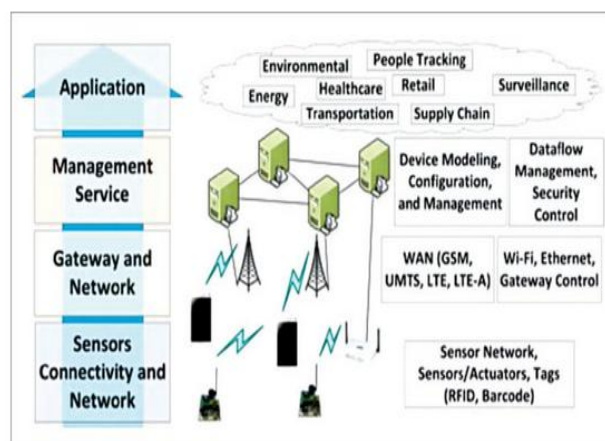 Application
Environmental
People Tracking
Energy
Healthcare
Retail
Surveillance
Transportation
Supply Chain
Management
Service
Device Modeling,
Configuration,
and Management
Dataflow
Management,
Security
Control
Gateway and
Network
WAN (GSM,
UMTS, LTE, LTE-A)
Wi-Fi, Ethernet,
Gateway Control
Sensors
Connectivity and
Network
Sensor Network,
Sensors/Actuators, Tags
(RFID, Barcode)